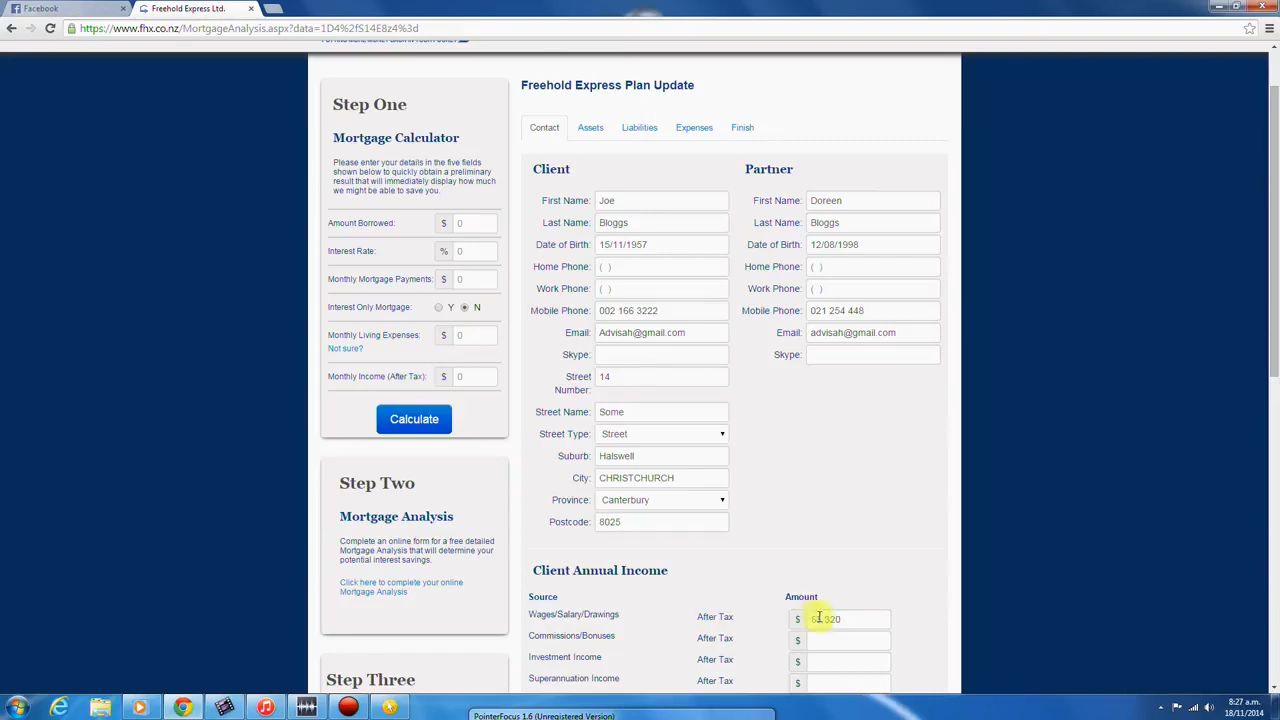 Facebook
Freehold Express Ltd.
https://www.fhx.co.nz/MortgageAnalysis.aspx?data=1D4%2fS14E8z4%3d
Step One
Mortgage Calculator
Please enter your details in the five fields
shown below to quickly obtain a preliminary
result that will immediately display how much
we might be able to save you.
Amount Borrowed: $ 0
Interest Rate: % 0
Monthly Mortgage Payments: $ 0
Interest Only Mortgage: Y N
Monthly Living Expenses: $ 0
Not sure?
Monthly Income (After Tax): $ 0
Calculate
Step Two
Mortgage Analysis
Complete an online form for a free detailed
Mortgage Analysis that will determine your
potential interest savings.
Click here to complete your online
Mortgage Analysis
Step Three
Freehold Express Plan Update
Contact Assets Liabilities Expenses Finish
Client
First Name: Joe
Last Name: Bloggs
Date of Birth: 15/11/1957
Home Phone: ( )
Work Phone: ( )
Mobile Phone: 002 166 3222
Email: Advisah@gmail.com
Skype:
Street
Number: 14
Street Name: Some
Street Type: Street
Suburb: Halswell
City: CHRISTCHURCH
Province: Canterbury
Postcode: 8025
Partner
First Name: Doreen
Last Name: Bloggs
Date of Birth: 12/08/1998
Home Phone: ( )
Work Phone: ( )
Mobile Phone: 021 254 448
Email: advisah@gmail.com
Skype:
Client Annual Income
Source Amount
Wages/Salary/Drawings After Tax $
Commissions/Bonuses After Tax $
Investment Income After Tax $
Superannuation Income After Tax $
PointerFocus 1.6 (Unregistered Version)
8:27 a.m.
18/11/2014